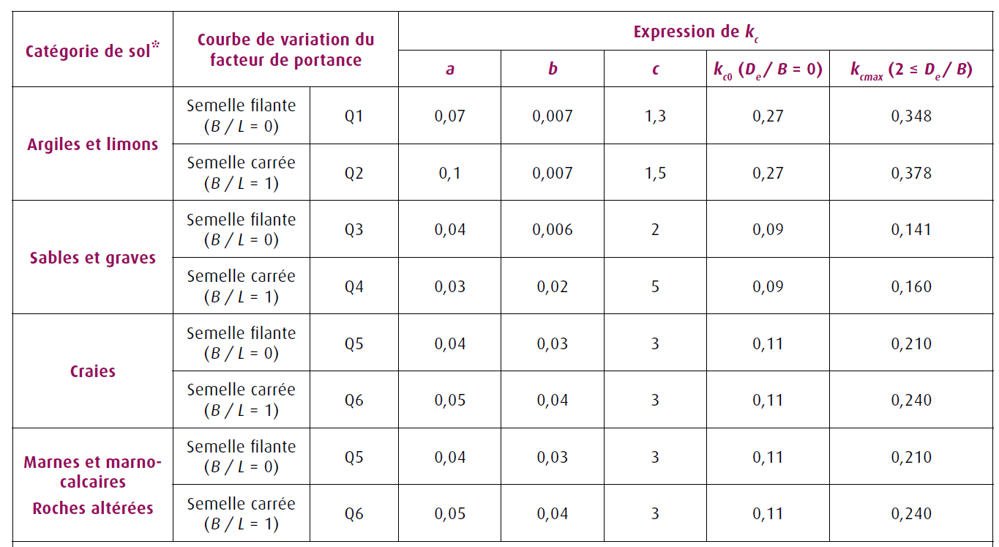 Catégorie de sol*
Courbe de variation du
facteur de portance
Expression de kc
a
b
c
kc0 (De / B = 0)
kcmax (2 ≤ De / B)
Argiles et limons
Semelle filante
(B / L = 0)
Q1
0,07
0,007
1,3
0,27
0,348
Semelle carrée
(B / L = 1)
Q2
0,1
0,007
1,5
0,27
0,378
Sables et graves
Semelle filante
(B / L = 0)
Q3
0,04
0,006
2
0,09
0,141
Semelle carrée
(B / L = 1)
Q4
0,03
0,02
5
0,09
0,160
Craies
Semelle filante
(B / L = 0)
Q5
0,04
0,03
3
0,11
0,210
Semelle carrée
(B / L = 1)
Q6
0,05
0,04
3
0,11
0,240
Marnes et marno-
calcaires
Roches altérées
Semelle filante
(B / L = 0)
Q5
0,04
0,03
3
0,11
0,210
Semelle carrée
(B / L = 1)
Q6
0,05
0,04
3
0,11
0,240